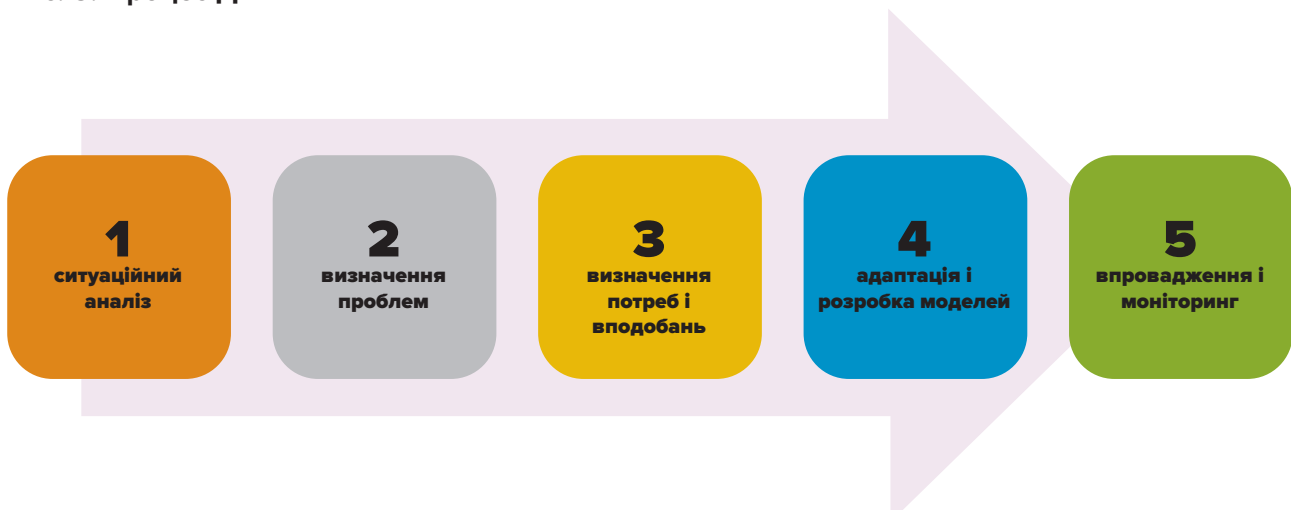 1
ситуаційний
аналіз
2
визначення
проблем
3
визначення
потреб і
вподобань
4
адаптація і
розробка моделей
5
впровадження і
моніторинг